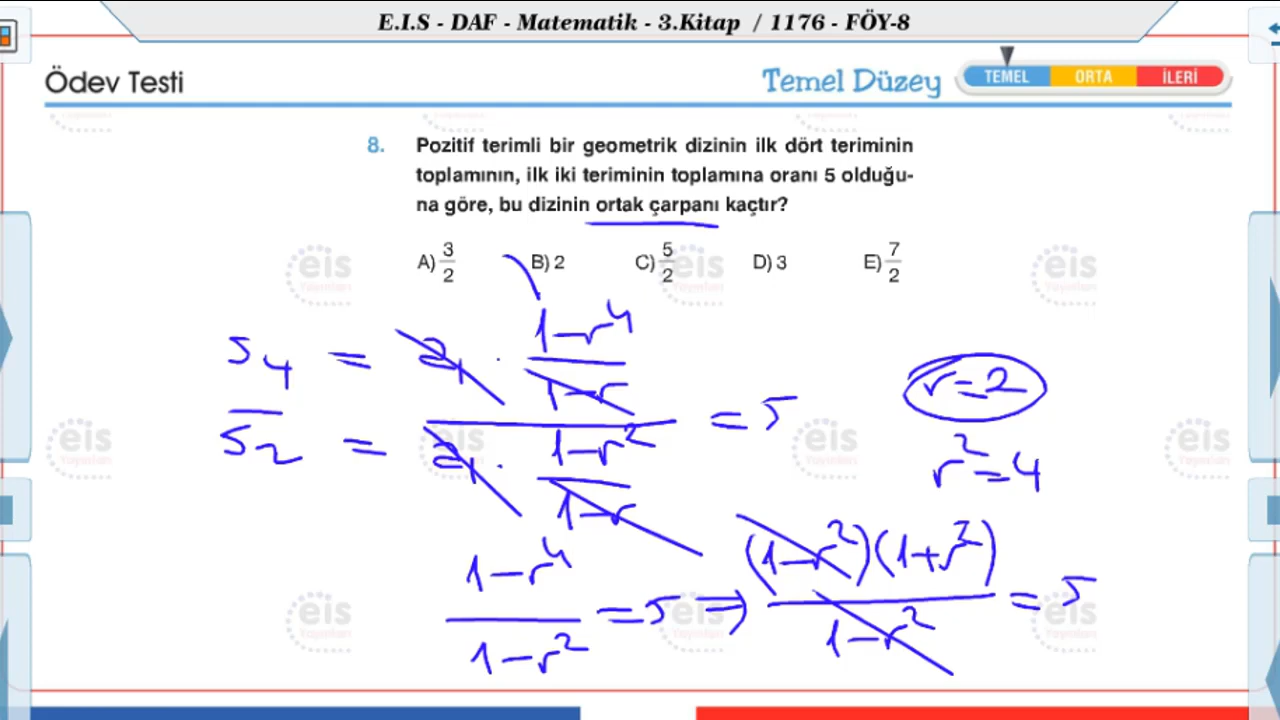 E.I.S - DAF - Matematik - 3.Kitap / 1176 - FÖY-8
Ödev Testi
Temel Düzey
TEMEL ORTA İLERİ
8. Pozitif terimli bir geometrik dizinin ilk dört teriminin
toplamının, ilk iki teriminin toplamına oranı 5 olduğu-
na göre, bu dizinin ortak çarpanı kaçtır?
A) 3/2 B) 2 C) 5/2 D) 3 E) 7/2
S4 = a1 · (1-r^4)/(1-r)
S2 = a1 · (1-r^2)/(1-r) = 5
r=2
r^2=4
(1-r^4)/(1-r^2) = 5 ⇒ (1-r^2)(1+r^2)/(1-r^2) = 5
eis Yayınları